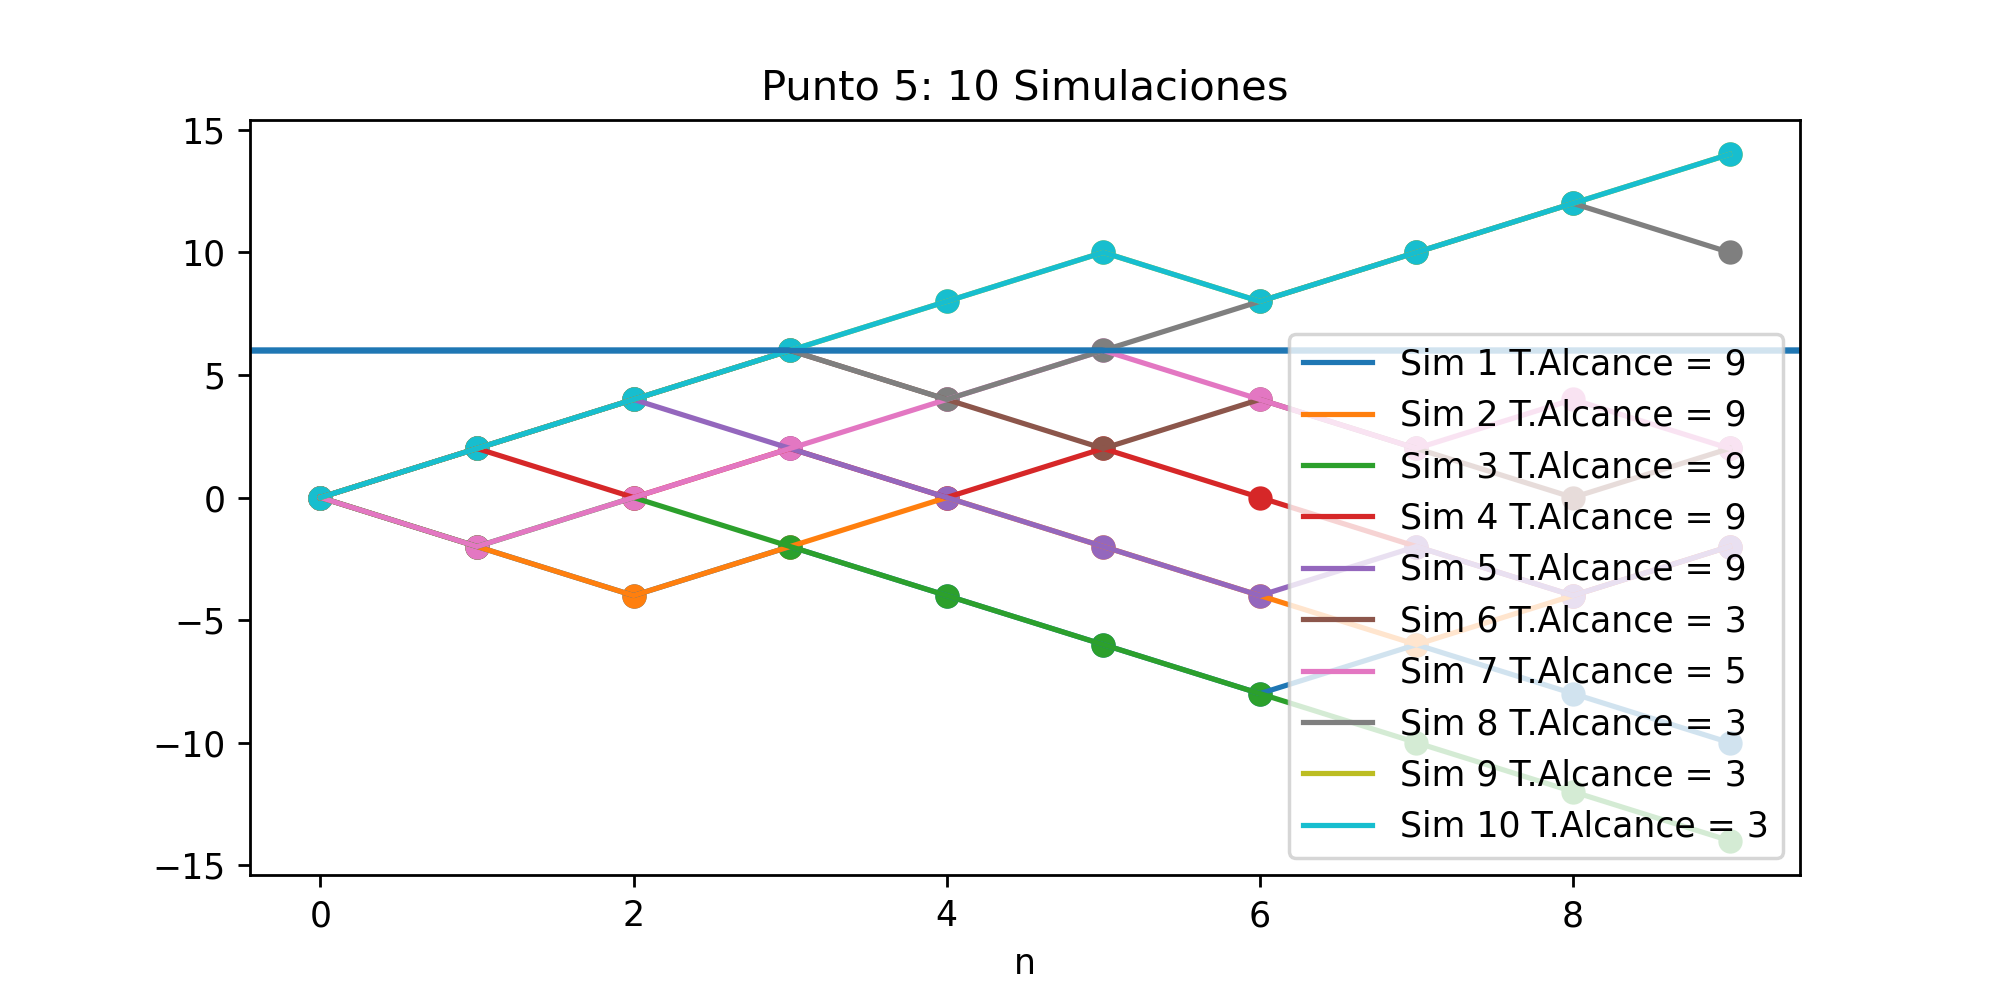 Punto 5: 10 Simulaciones
15
10
5
0
−5
−10
−15
Sim 1 T.Alcance = 9
Sim 2 T.Alcance = 9
Sim 3 T.Alcance = 9
Sim 4 T.Alcance = 9
Sim 5 T.Alcance = 9
Sim 6 T.Alcance = 3
Sim 7 T.Alcance = 5
Sim 8 T.Alcance = 3
Sim 9 T.Alcance = 3
Sim 10 T.Alcance = 3
0 2 4 6 8
n